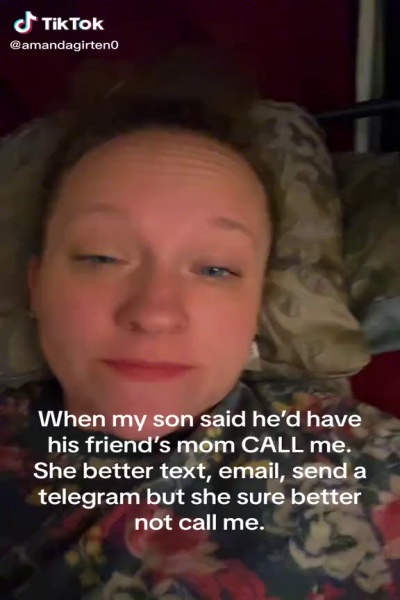 TikTok
@amandagirten0
When my son said he'd have
his friend's mom CALL me.
She better text, email, send a
telegram but she sure better
not call me.